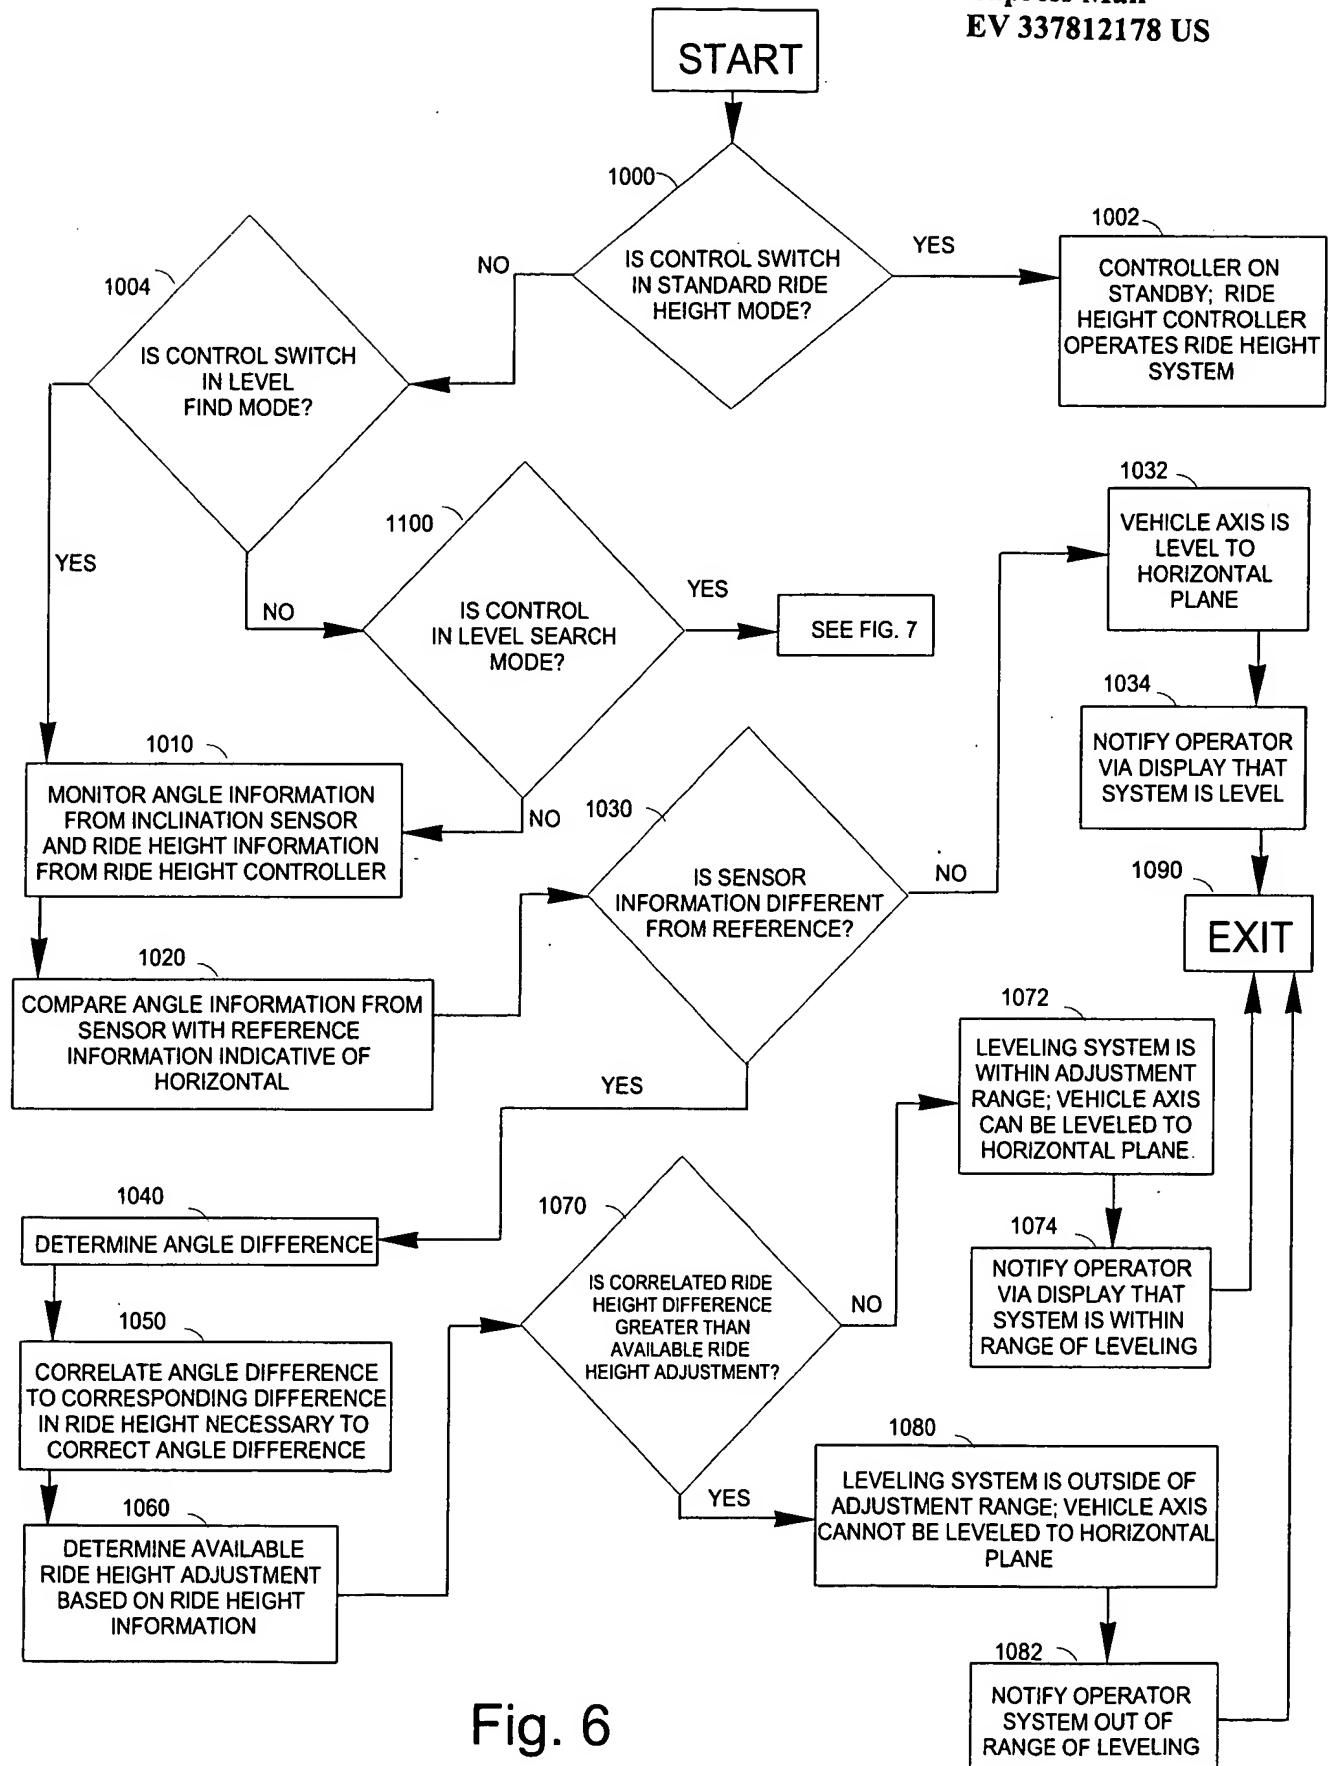 EV 337812178 US
START
1000
IS CONTROL SWITCH
IN STANDARD RIDE
HEIGHT MODE?
NO
YES
1002
CONTROLLER ON
STANDBY; RIDE
HEIGHT CONTROLLER
OPERATES RIDE HEIGHT
SYSTEM
1004
IS CONTROL SWITCH
IN LEVEL
FIND MODE?
YES
NO
1100
IS CONTROL
IN LEVEL SEARCH
MODE?
YES
SEE FIG. 7
NO
1010
MONITOR ANGLE INFORMATION
FROM INCLINATION SENSOR
AND RIDE HEIGHT INFORMATION
FROM RIDE HEIGHT CONTROLLER
1020
COMPARE ANGLE INFORMATION FROM
SENSOR WITH REFERENCE
INFORMATION INDICATIVE OF
HORIZONTAL
1030
IS SENSOR
INFORMATION DIFFERENT
FROM REFERENCE?
NO
YES
1032
VEHICLE AXIS IS
LEVEL TO
HORIZONTAL
PLANE
1034
NOTIFY OPERATOR
VIA DISPLAY THAT
SYSTEM IS LEVEL
1090
EXIT
1040
DETERMINE ANGLE DIFFERENCE
1050
CORRELATE ANGLE DIFFERENCE
TO CORRESPONDING DIFFERENCE
IN RIDE HEIGHT NECESSARY TO
CORRECT ANGLE DIFFERENCE
1060
DETERMINE AVAILABLE
RIDE HEIGHT ADJUSTMENT
BASED ON RIDE HEIGHT
INFORMATION
1070
IS CORRELATED RIDE
HEIGHT DIFFERENCE
GREATER THAN
AVAILABLE RIDE
HEIGHT ADJUSTMENT?
NO
YES
1072
LEVELING SYSTEM IS
WITHIN ADJUSTMENT
RANGE; VEHICLE AXIS
CAN BE LEVELED TO
HORIZONTAL PLANE.
1074
NOTIFY OPERATOR
VIA DISPLAY THAT
SYSTEM IS WITHIN
RANGE OF LEVELING
1080
LEVELING SYSTEM IS OUTSIDE OF
ADJUSTMENT RANGE; VEHICLE AXIS
CANNOT BE LEVELED TO HORIZONTAL
PLANE
1082
NOTIFY OPERATOR
SYSTEM OUT OF
RANGE OF LEVELING
Fig. 6